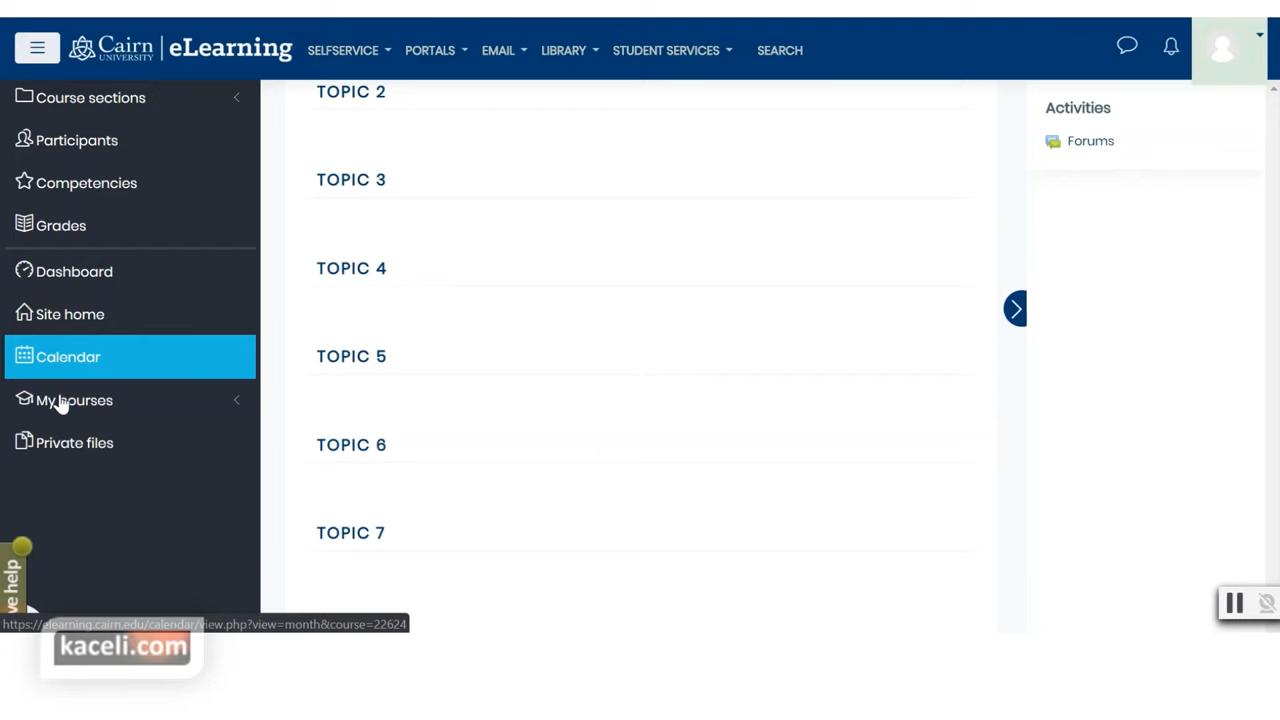 Cairn UNIVERSITY | eLearning SELFSERVICE PORTALS EMAIL LIBRARY STUDENT SERVICES SEARCH
Course sections
Participants
Competencies
Grades
Dashboard
Site home
Calendar
My courses
Private files
TOPIC 2
TOPIC 3
TOPIC 4
TOPIC 5
TOPIC 6
TOPIC 7
Activities
Forums
ve help
https://elearning.cairn.edu/calendar/view.php?view=month&course=22624
kaceli.com